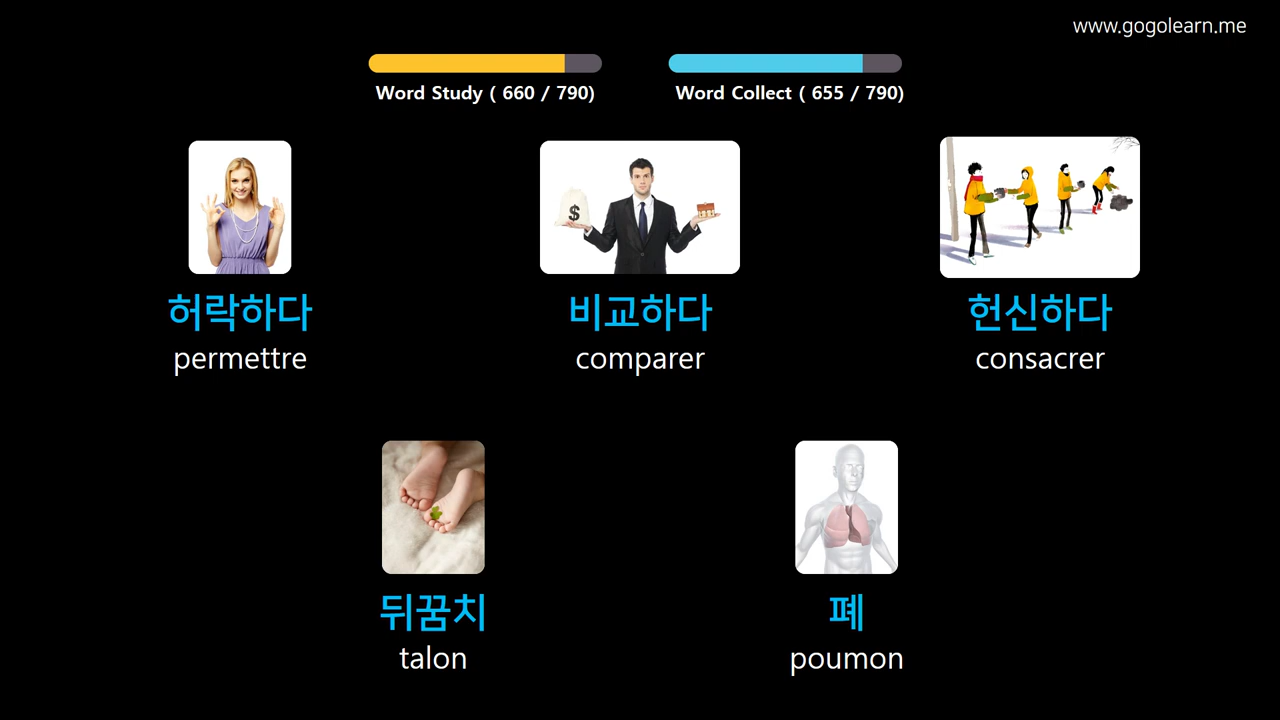 www.gogolearn.me
Word Study ( 660 / 790)
Word Collect ( 655 / 790)
$
허락하다
permettre
비교하다
comparer
헌신하다
consacrer
뒤꿈치
talon
폐
poumon